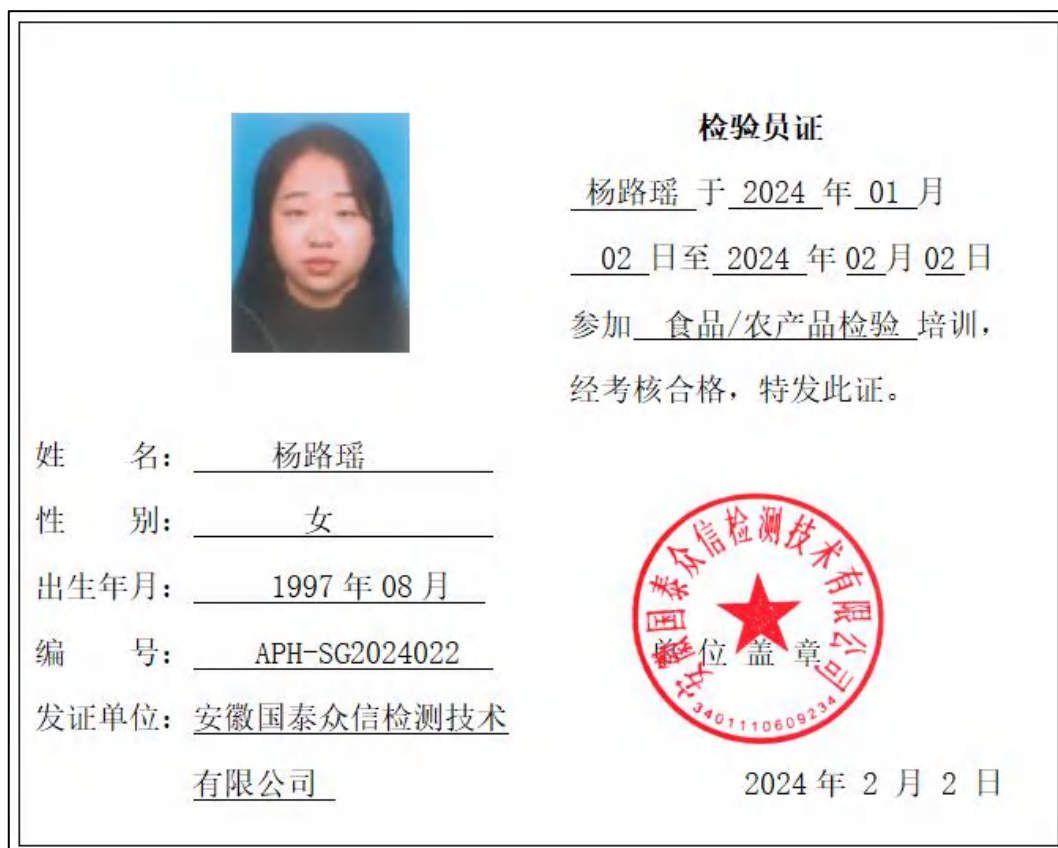 检验员证
杨路瑶 于 2024 年 01 月
02 日至 2024 年 02 月 02 日
参加 食品/农产品检验 培训，
经考核合格，特发此证。
姓 名：杨路瑶
性 别：女
出生年月：1997 年 08 月
编 号：APH-SG2024022
发证单位：安徽国泰众信检测技术
有限公司
安徽国泰众信检测技术有限公司
单位盖章
3401110609234
2024 年 2 月 2 日